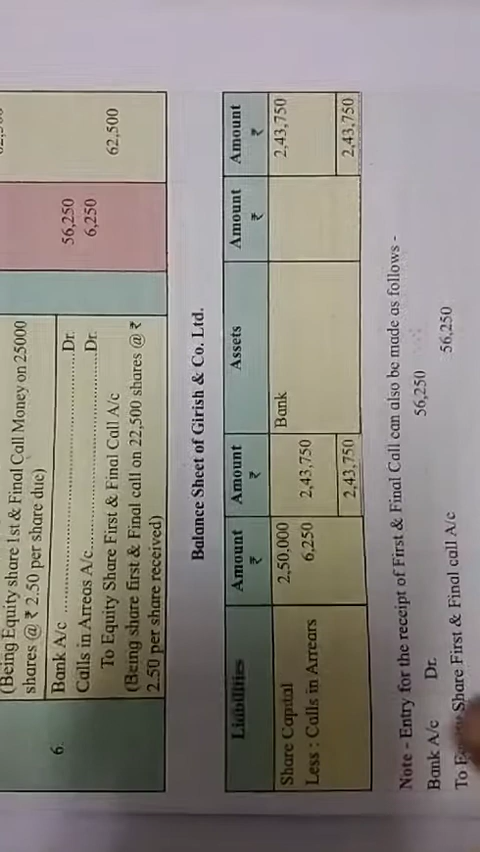 (Being Equity share 1st & Final Call Money on 25000
shares @ ₹ 2.50 per share due)
6. Bank A/c ........................................Dr. 56,250
Calls in Arreas A/c........................................Dr. 6,250
To Equity Share First & Final Call A/c 62,500
(Being share first & Final call on 22,500 shares @ ₹
2.50 per share received)
Balance Sheet of Girish & Co. Ltd.
Liabilities Amount ₹ Amount ₹ Assets Amount ₹ Amount ₹
Share Capital 2,50,000 Bank 2,43,750
Less : Calls in Arrears 6,250 2,43,750
2,43,750 2,43,750
Note - Entry for the receipt of First & Final Call can also be made as follows -
Bank A/c Dr. 56,250
To Equity Share First & Final call A/c 56,250